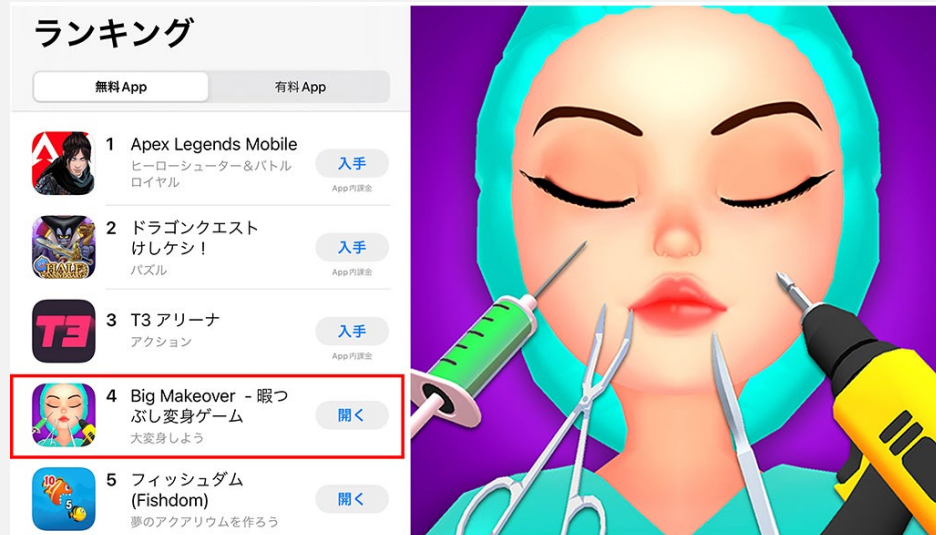 ランキング
無料App
有料App
1
Apex Legends Mobile
ヒーローシューター＆バトル
ロイヤル
入手
App内課金
2
ドラゴンクエスト
けしケシ！
パズル
入手
App内課金
T3
3
T3 アリーナ
アクション
入手
App内課金
4
Big Makeover - 暇つ
ぶし変身ゲーム
大変身しよう
開く
10
5
5
フィッシュダム
(Fishdom)
夢のアクアリウムを作ろう
開く